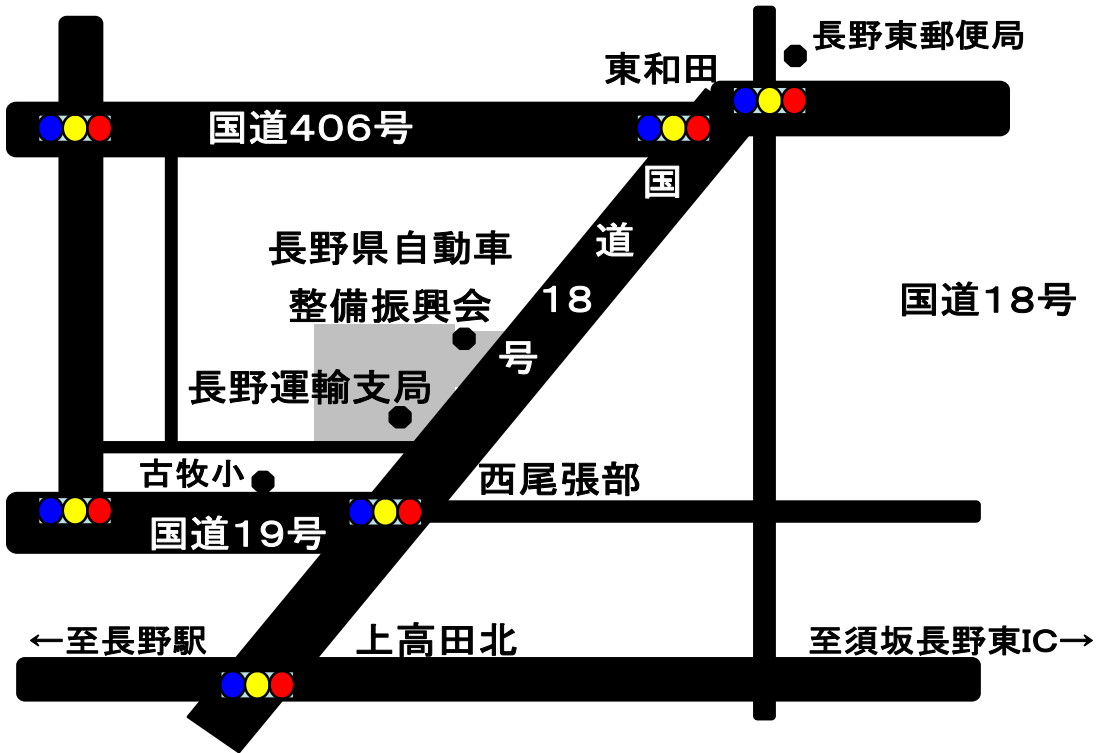 長野東郵便局
東和田
国道406号
国道18号
長野県自動車
整備振興会
国道18号
長野運輸支局
古牧小
西尾張部
国道19号
←至長野駅
上高田北
至須坂長野東IC→